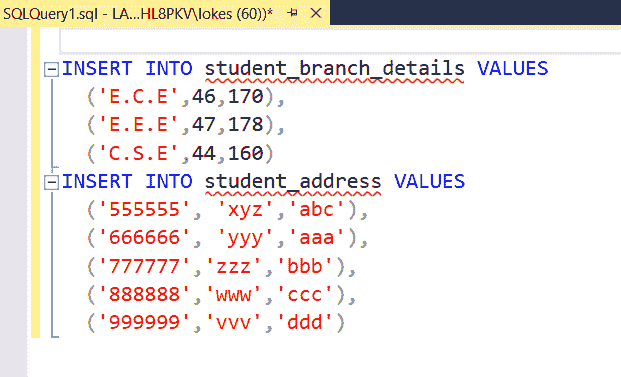 SQLQuery1.sql - LA...HL8PKV\lokes (60))*
INSERT INTO student_branch_details VALUES
('E.C.E',46,170),
('E.E.E',47,178),
('C.S.E',44,160)
INSERT INTO student_address VALUES
('555555', 'xyz','abc'),
('666666', 'yyy','aaa'),
('777777','zzz','bbb'),
('888888','www','ccc'),
('999999','vvv','ddd')